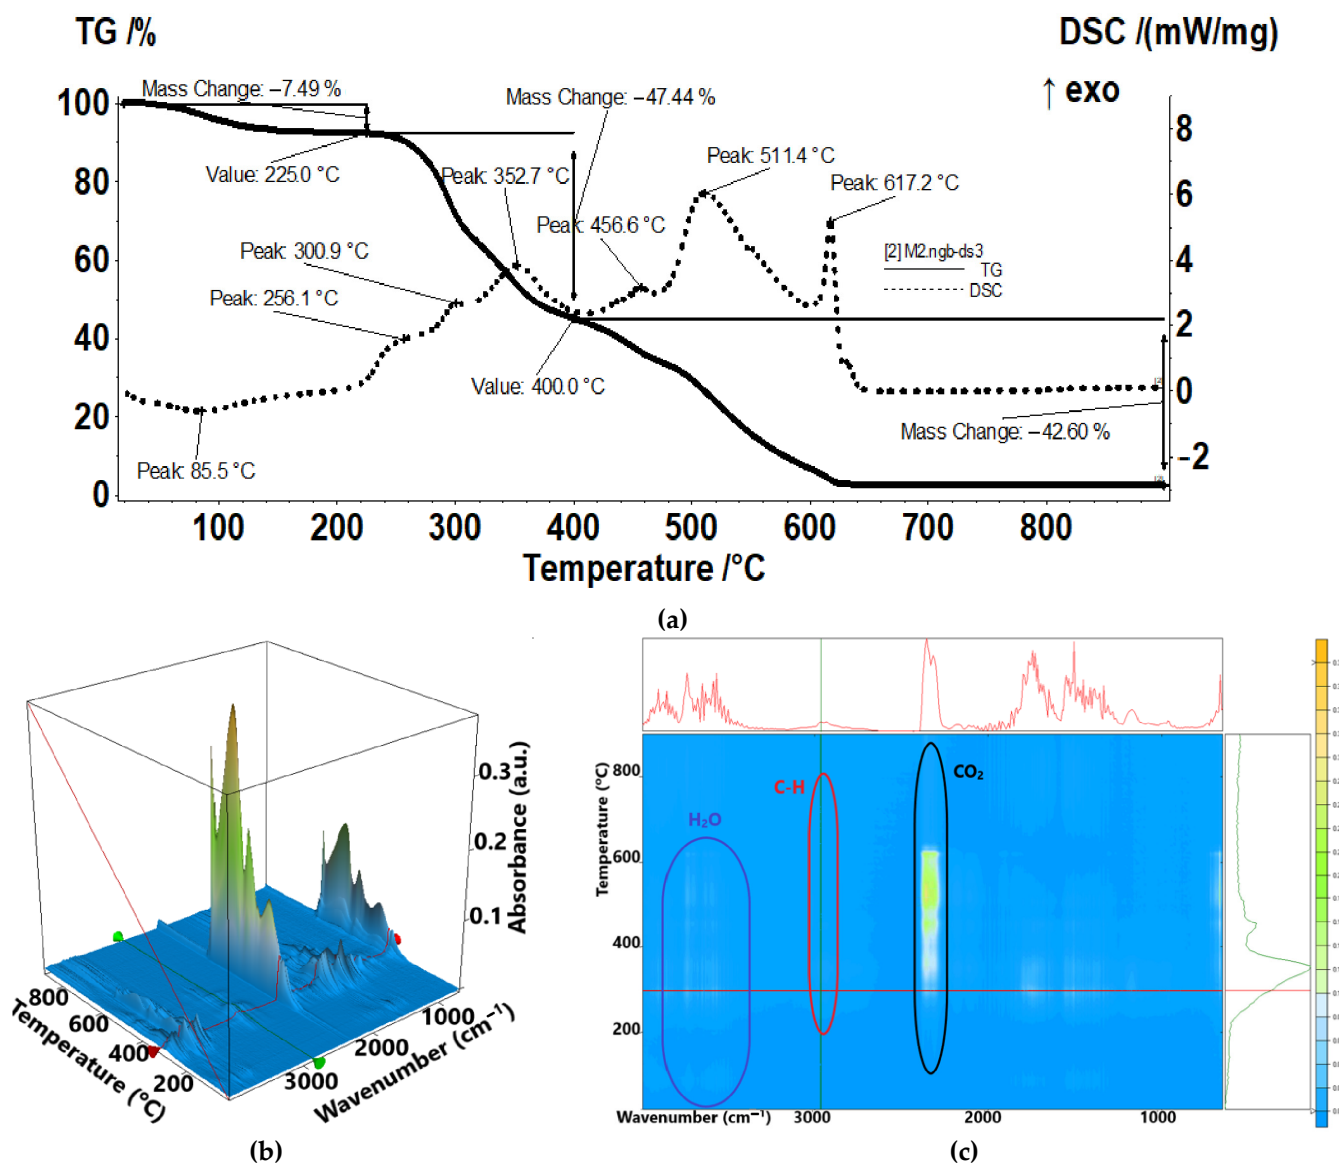 TG /%
DSC /(mW/mg)
↑ exo
Mass Change: –7.49 %
Mass Change: –47.44 %
100
80
60
40
20
0
8
6
4
2
0
–2
Value: 225.0 °C
Peak: 352.7 °C
Peak: 511.4 °C
Peak: 617.2 °C
Peak: 456.6 °C
Peak: 300.9 °C
Peak: 256.1 °C
[2] M2.ngb-ds3
TG
DSC
Value: 400.0 °C
Mass Change: –42.60 %
Peak: 85.5 °C
100 200 300 400 500 600 700 800
Temperature /°C
(a)
0.3
0.2
0.1
Absorbance (a.u.)
800
600
400
200
Temperature (°C)
3000
2000
1000
Wavenumber (cm⁻¹)
(b)
H₂O
C-H
CO₂
800
600
400
200
Temperature (°C)
Wavenumber (cm⁻¹) 3000 2000 1000
(c)